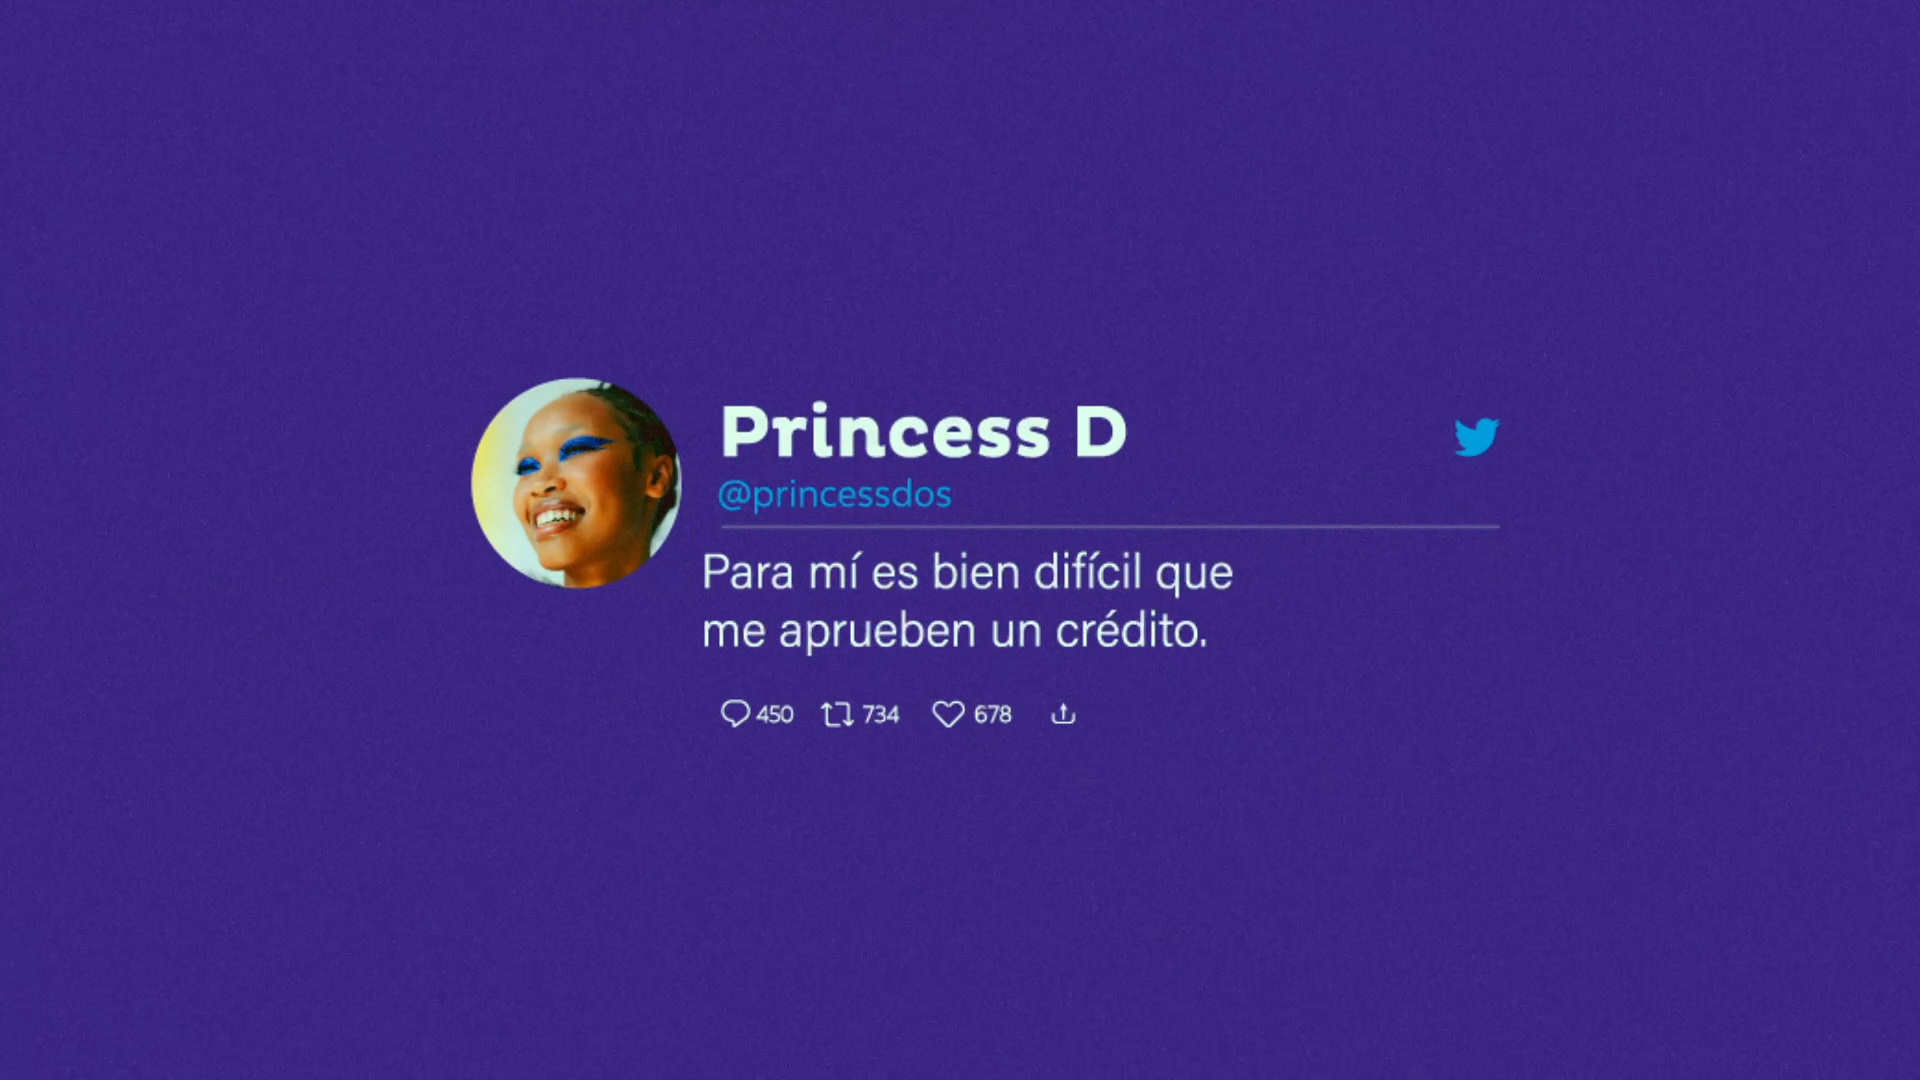 Princess D
@princessdos
Para mí es bien difícil que
me aprueben un crédito.
450 734 678